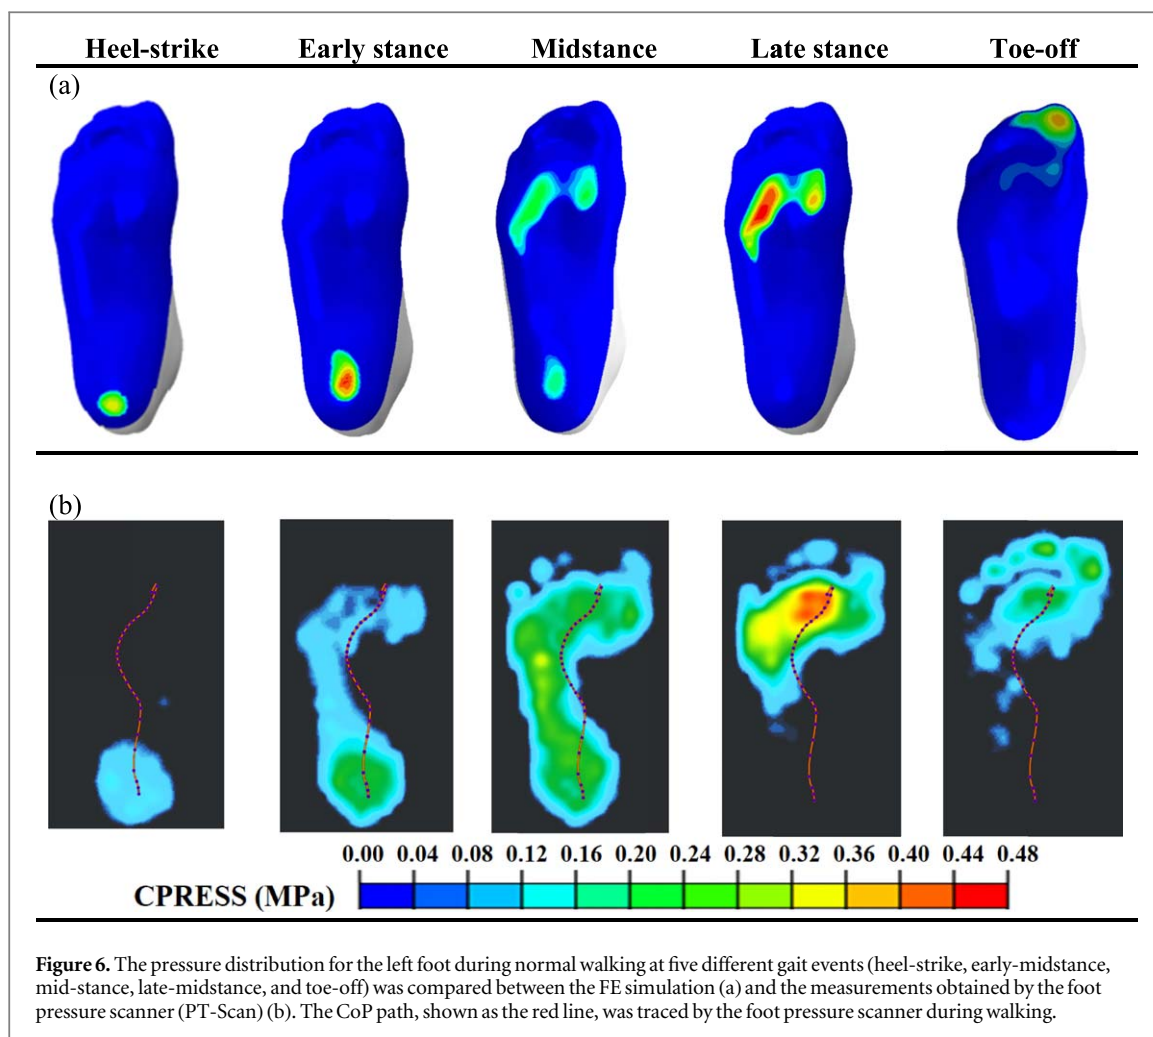 Heel-strike Early stance Midstance Late stance Toe-off
(a)
(b)
0.00 0.04 0.08 0.12 0.16 0.20 0.24 0.28 0.32 0.36 0.40 0.44 0.48
CPRESS (MPa)
Figure 6. The pressure distribution for the left foot during normal walking at five different gait events (heel-strike, early-midstance,
mid-stance, late-midstance, and toe-off) was compared between the FE simulation (a) and the measurements obtained by the foot
pressure scanner (PT-Scan) (b). The CoP path, shown as the red line, was traced by the foot pressure scanner during walking.